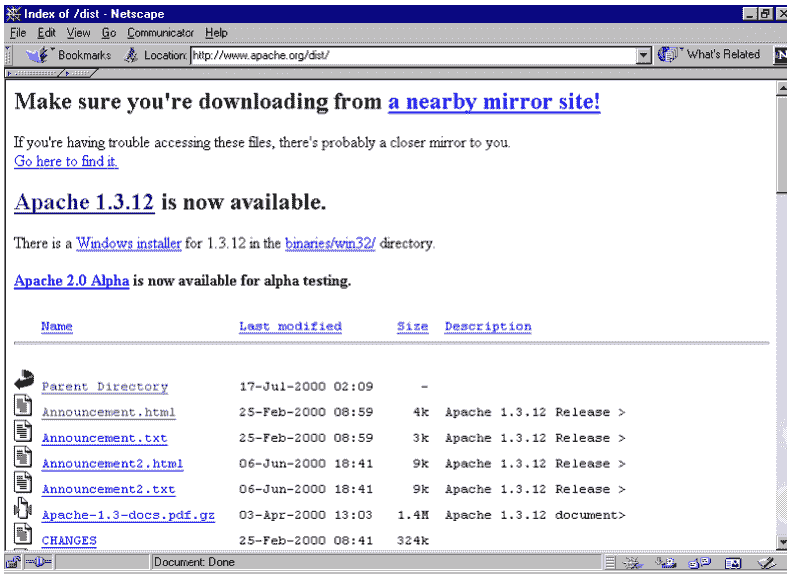 Index of /dist - Netscape
File Edit View Go Communicator Help
Bookmarks Location: http://www.apache.org/dist/ What's Related N
Make sure you're downloading from a nearby mirror site!
If you're having trouble accessing these files, there's probably a closer mirror to you.
Go here to find it.
Apache 1.3.12 is now available.
There is a Windows installer for 1.3.12 in the binaries/win32/ directory.
Apache 2.0 Alpha is now available for alpha testing.
Name Last modified Size Description
Parent Directory 17-Jul-2000 02:09 -
Announcement.html 25-Feb-2000 08:59 4k Apache 1.3.12 Release >
Announcement.txt 25-Feb-2000 08:59 3k Apache 1.3.12 Release >
Announcement2.html 06-Jun-2000 18:41 9k Apache 1.3.12 Release >
Announcement2.txt 06-Jun-2000 18:41 9k Apache 1.3.12 Release >
Apache-1.3-docs.pdf.gz 03-Apr-2000 13:03 1.4M Apache 1.3.12 document>
CHANGES 25-Feb-2000 08:41 324k
Document: Done